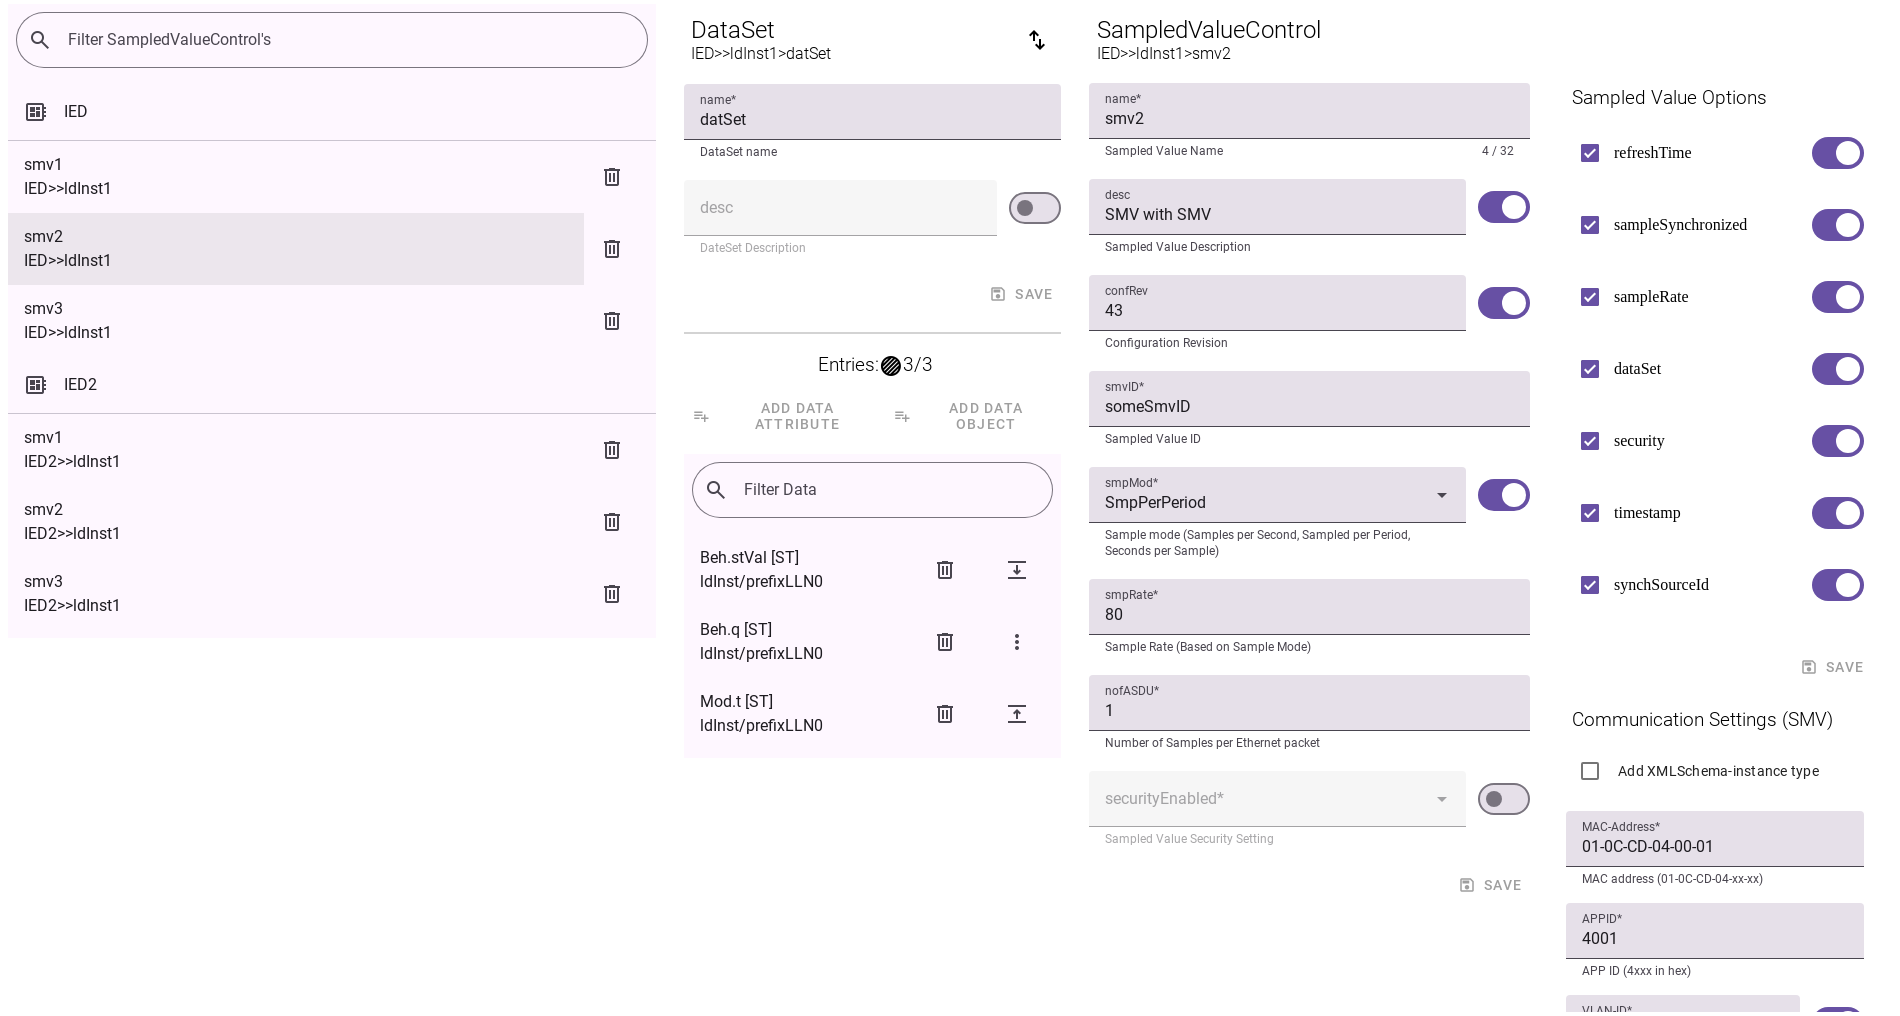 Filter SampledValueControl's
IED
smv1
IED>>ldInst1
smv2
IED>>ldInst1
smv3
IED>>ldInst1
IED2
smv1
IED2>>ldInst1
smv2
IED2>>ldInst1
smv3
IED2>>ldInst1
DataSet
IED>>ldInst1>datSet
name*
datSet
DataSet name
desc
DateSet Description
SAVE
Entries: 3/3
ADD DATA
ATTRIBUTE
ADD DATA
OBJECT
Filter Data
Beh.stVal [ST]
ldInst/prefixLLN0
Beh.q [ST]
ldInst/prefixLLN0
Mod.t [ST]
ldInst/prefixLLN0
SampledValueControl
IED>>ldInst1>smv2
name*
smv2
Sampled Value Name 4 / 32
desc
SMV with SMV
Sampled Value Description
confRev
43
Configuration Revision
smvID*
someSmvID
Sampled Value ID
smpMod*
SmpPerPeriod
Sample mode (Samples per Second, Sampled per Period,
Seconds per Sample)
smpRate*
80
Sample Rate (Based on Sample Mode)
nofASDU*
1
Number of Samples per Ethernet packet
securityEnabled*
Sampled Value Security Setting
SAVE
Sampled Value Options
refreshTime
sampleSynchronized
sampleRate
dataSet
security
timestamp
synchSourceId
SAVE
Communication Settings (SMV)
Add XMLSchema-instance type
MAC-Address*
01-0C-CD-04-00-01
MAC address (01-0C-CD-04-xx-xx)
APPID*
4001
APP ID (4xxx in hex)
VLAN-ID*